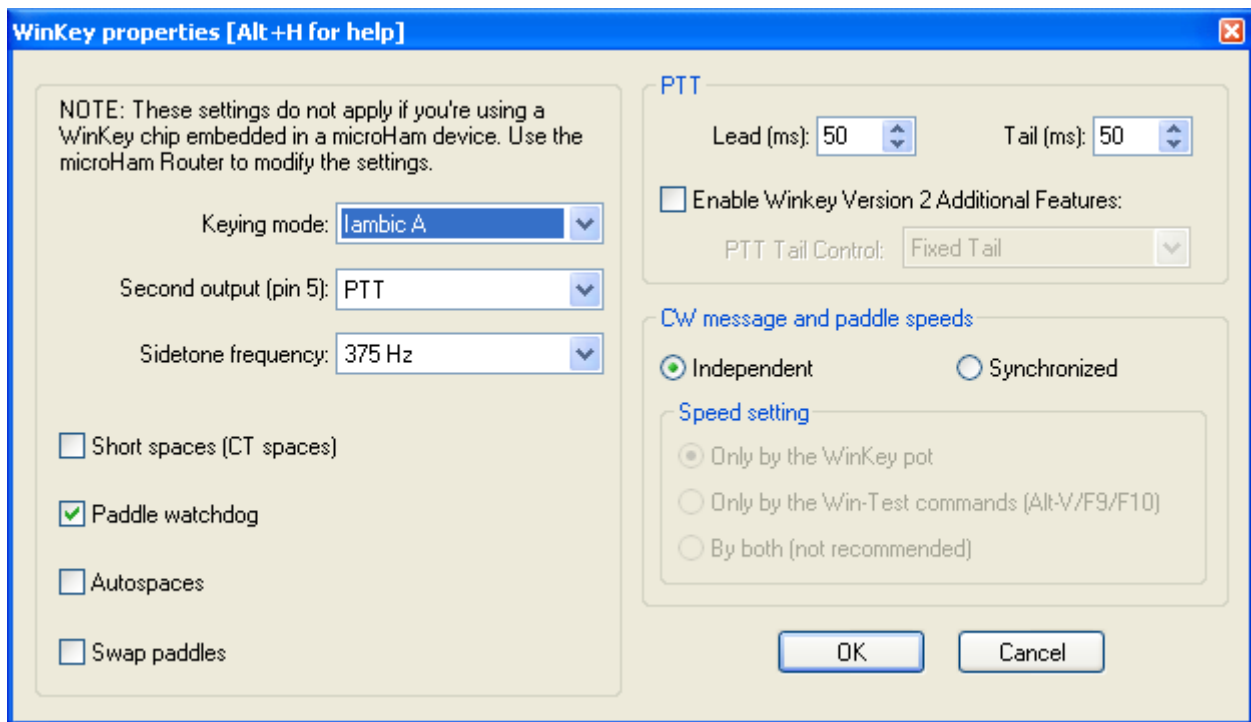 WinKey properties [Alt+H for help]
NOTE: These settings do not apply if you're using a
WinKey chip embedded in a microHam device. Use the
microHam Router to modify the settings.
Keying mode: Iambic A
Second output (pin 5): PTT
Sidetone frequency: 375 Hz
Short spaces (CT spaces)
Paddle watchdog
Autospaces
Swap paddles
PTT
Lead (ms): 50 Tail (ms): 50
Enable Winkey Version 2 Additional Features:
PTT Tail Control: Fixed Tail
CW message and paddle speeds
Independent Synchronized
Speed setting
Only by the WinKey pot
Only by the Win-Test commands (Alt-V/F9/F10)
By both (not recommended)
OK Cancel